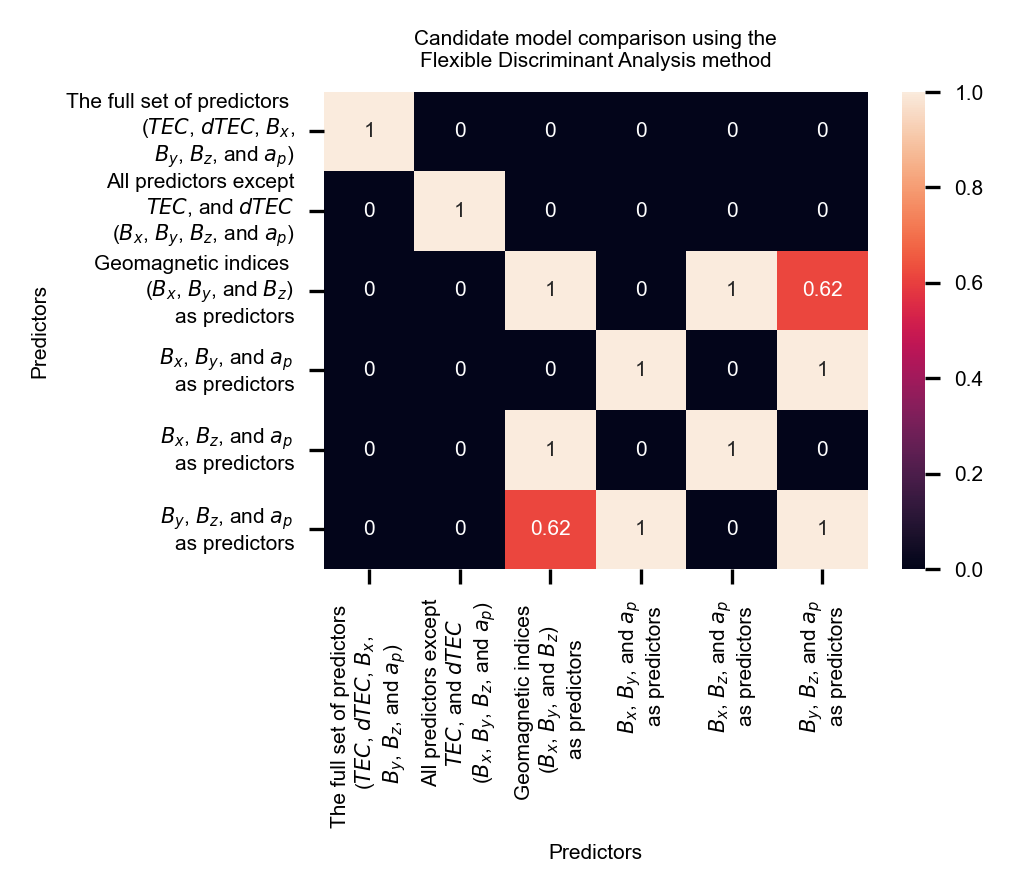 Candidate model comparison using the
Flexible Discriminant Analysis method
Predictors
The full set of predictors
(TEC, dTEC, Bx,
By, Bz, and ap)
All predictors except
TEC, and dTEC
(Bx, By, Bz, and ap)
Geomagnetic indices
(Bx, By, and Bz)
as predictors
Bx, By, and ap
as predictors
Bx, Bz, and ap
as predictors
By, Bz, and ap
as predictors
1 0 0 0 0 0
0 1 0 0 0 0
0 0 1 0 1 0.62
0 0 0 1 0 1
0 0 1 0 1 0
0 0 0.62 1 0 1
1.0
0.8
0.6
0.4
0.2
0.0
The full set of predictors
(TEC, dTEC, Bx,
By, Bz, and ap)
All predictors except
TEC, and dTEC
(Bx, By, Bz, and ap)
Geomagnetic indices
(Bx, By, and Bz)
as predictors
Bx, By, and ap
as predictors
Bx, Bz, and ap
as predictors
By, Bz, and ap
as predictors
Predictors